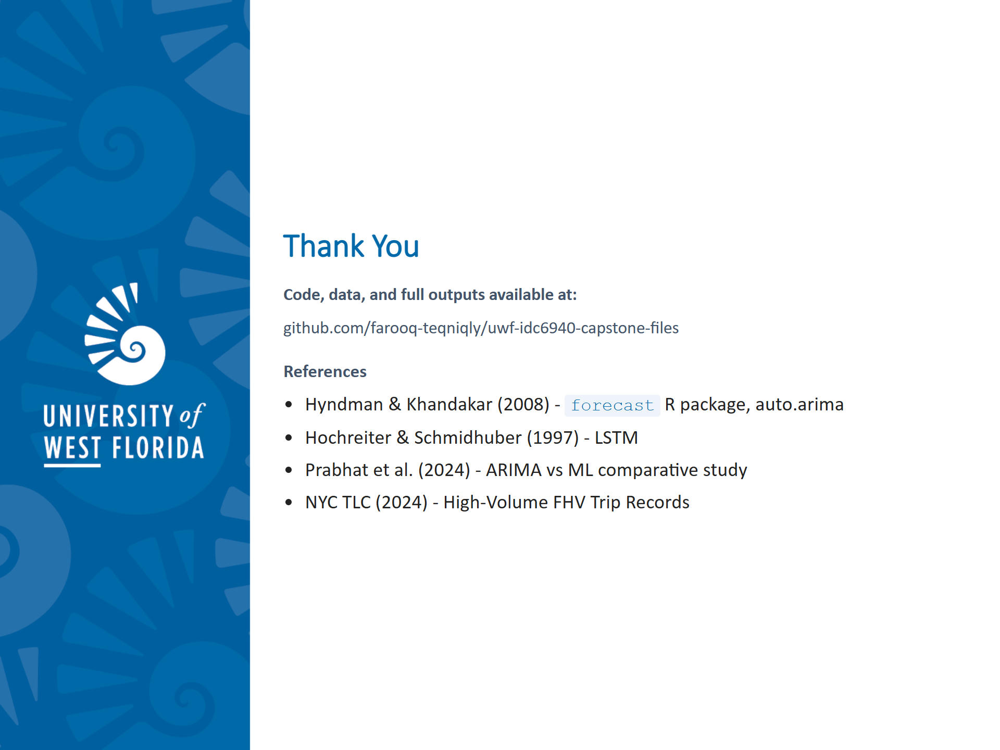 UNIVERSITY of
WEST FLORIDA
Thank You
Code, data, and full outputs available at:
github.com/farooq-teqniqly/uwf-idc6940-capstone-files
References
• Hyndman & Khandakar (2008) - forecast R package, auto.arima
• Hochreiter & Schmidhuber (1997) - LSTM
• Prabhat et al. (2024) - ARIMA vs ML comparative study
• NYC TLC (2024) - High-Volume FHV Trip Records